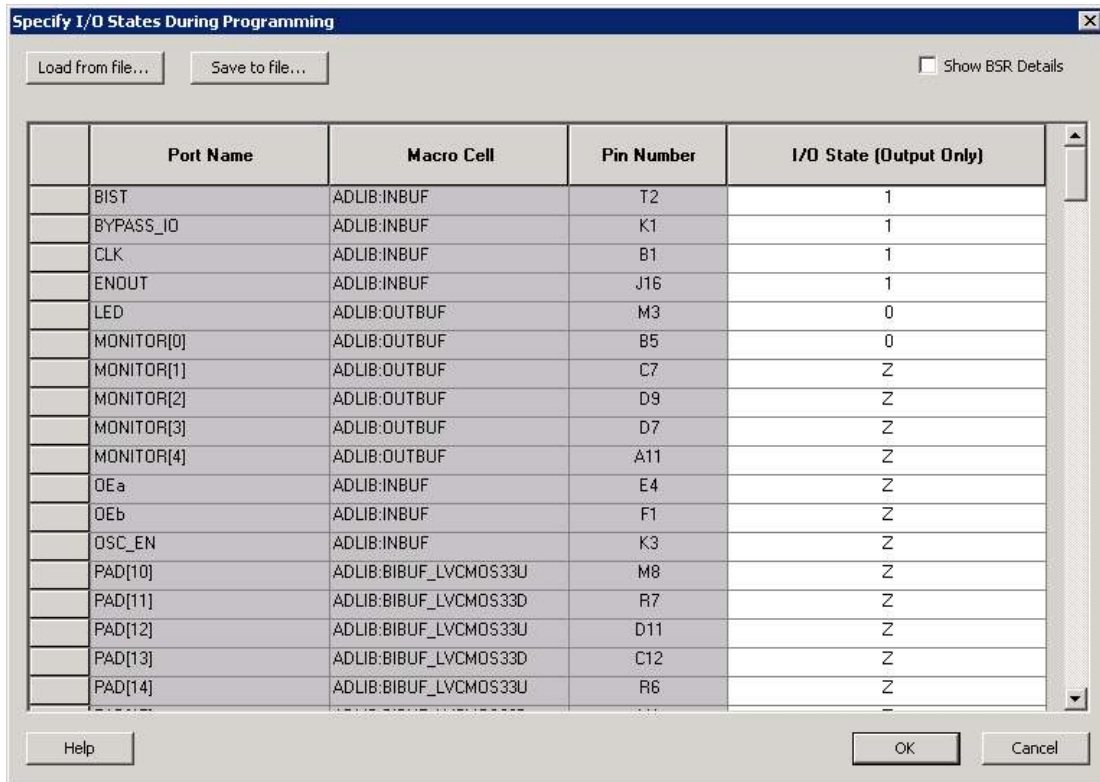 Specify I/O States During Programming
Load from file... Save to file... Show BSR Details
Port Name Macro Cell Pin Number I/O State (Output Only)
BIST ADLIB:INBUF T2 1
BYPASS_IO ADLIB:INBUF K1 1
CLK ADLIB:INBUF B1 1
ENOUT ADLIB:INBUF J16 1
LED ADLIB:OUTBUF M3 0
MONITOR[0] ADLIB:OUTBUF B5 0
MONITOR[1] ADLIB:OUTBUF C7 Z
MONITOR[2] ADLIB:OUTBUF D9 Z
MONITOR[3] ADLIB:OUTBUF D7 Z
MONITOR[4] ADLIB:OUTBUF A11 Z
OEa ADLIB:INBUF E4 Z
OEb ADLIB:INBUF F1 Z
OSC_EN ADLIB:INBUF K3 Z
PAD[10] ADLIB:BIBUF_LVCMOS33U M8 Z
PAD[11] ADLIB:BIBUF_LVCMOS33D R7 Z
PAD[12] ADLIB:BIBUF_LVCMOS33U D11 Z
PAD[13] ADLIB:BIBUF_LVCMOS33D C12 Z
PAD[14] ADLIB:BIBUF_LVCMOS33U R6 Z
Help OK Cancel